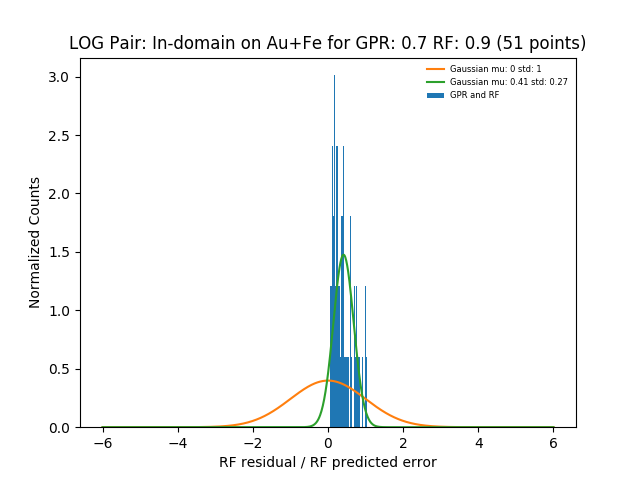 LOG Pair: In-domain on Au+Fe for GPR: 0.7 RF: 0.9 (51 points)
Gaussian mu: 0 std: 1
Gaussian mu: 0.41 std: 0.27
GPR and RF
Normalized Counts
3.0
2.5
2.0
1.5
1.0
0.5
0.0
−6 −4 −2 0 2 4 6
RF residual / RF predicted error